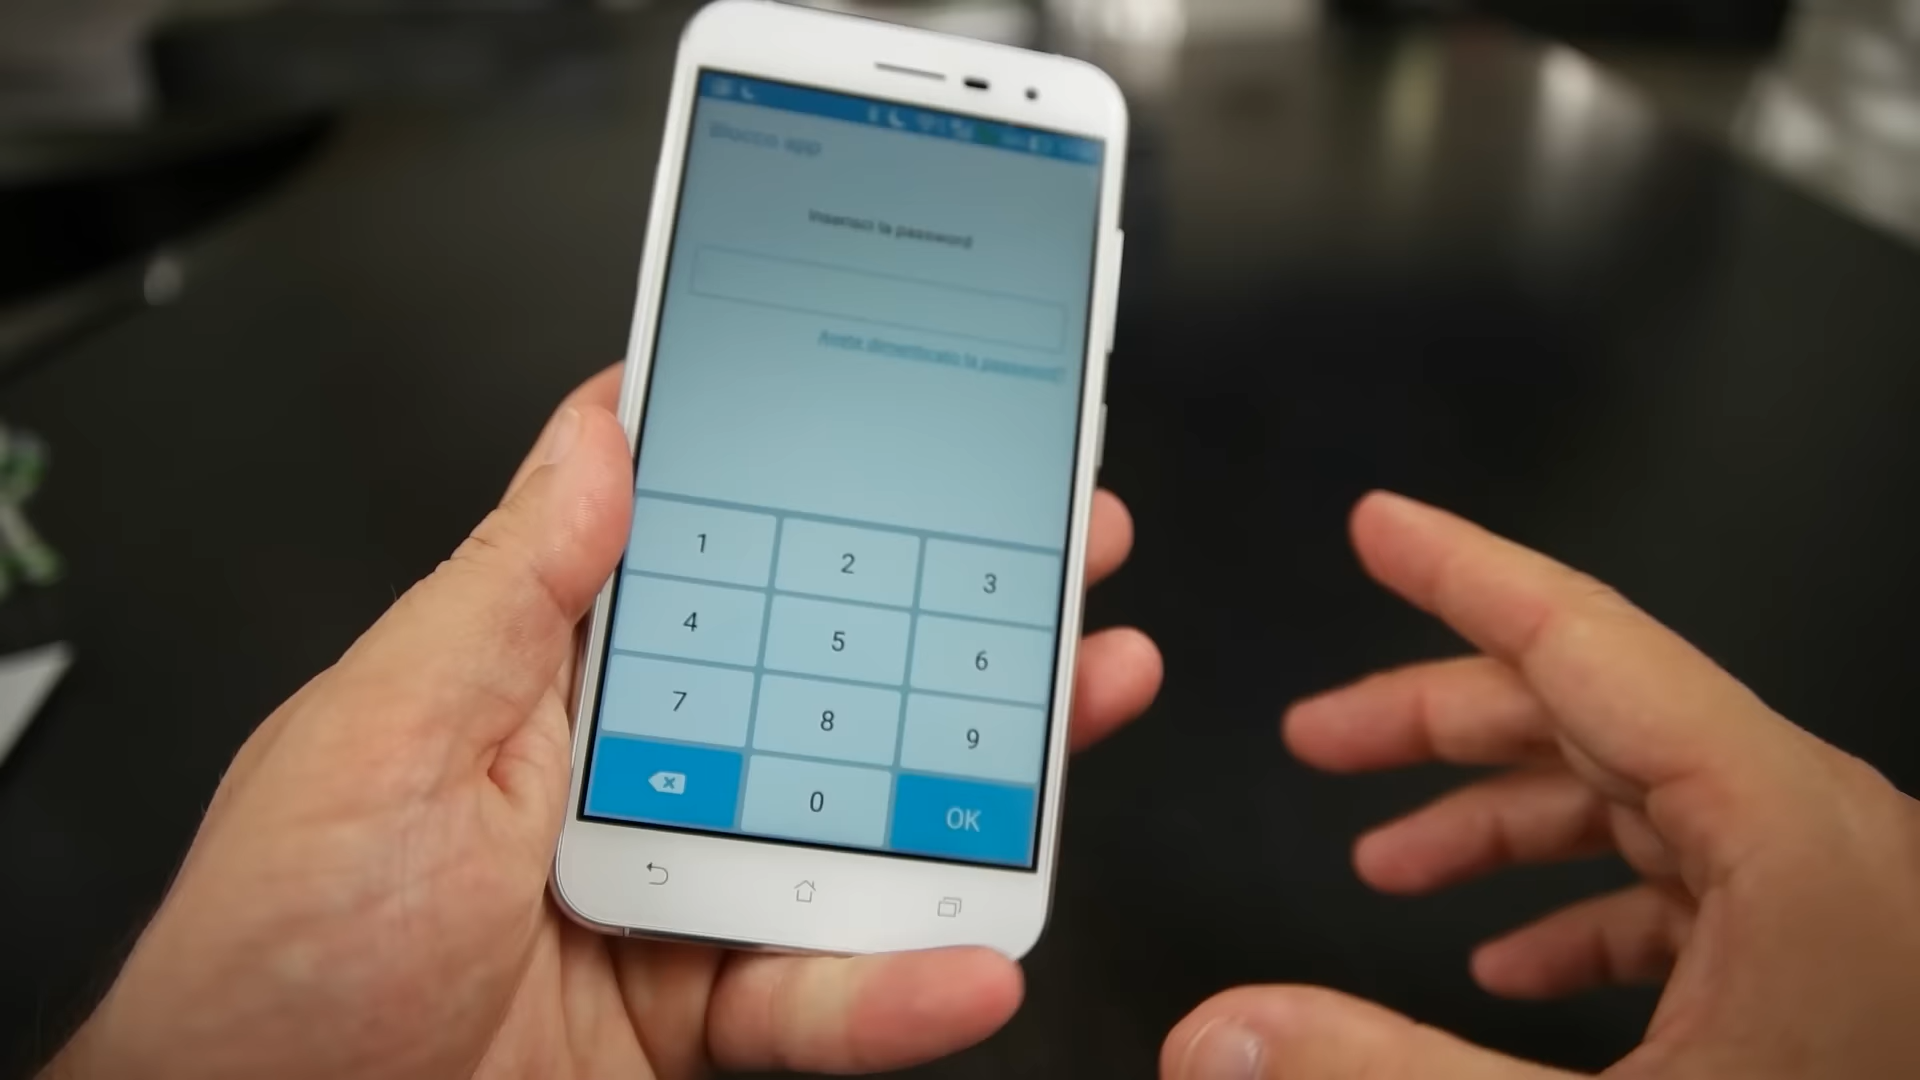 Blocco app
Inserisci la password
Avete dimenticato la password?
1 2 3
4 5 6
7 8 9
0 OK